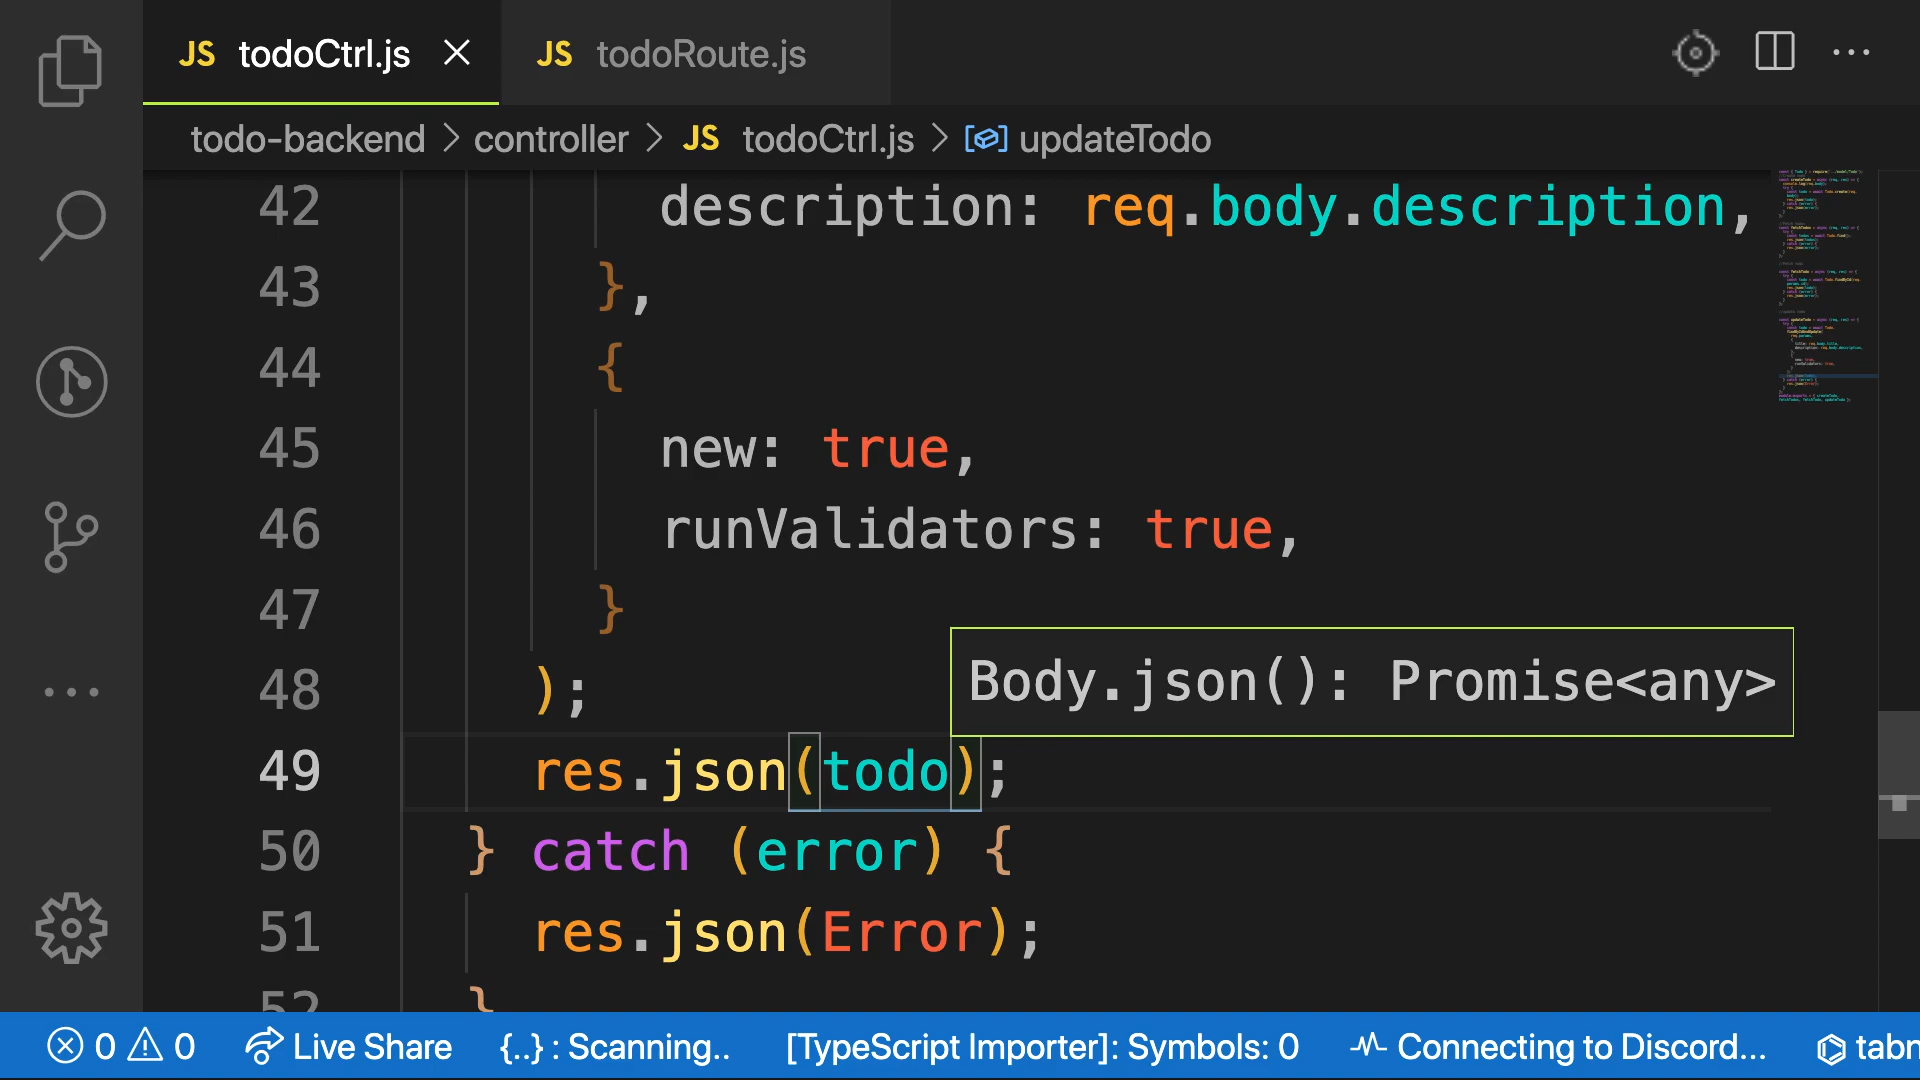 JS todoCtrl.js JS todoRoute.js
todo-backend > controller > JS todoCtrl.js > updateTodo
42 description: req.body.description,
43 },
44 {
45 new: true,
46 runValidators: true,
47 }
Body.json(): Promise<any>
48 );
49 res.json(todo);
50 } catch (error) {
51 res.json(Error);
52 }
0 0 Live Share {..} : Scanning.. [TypeScript Importer]: Symbols: 0 Connecting to Discord... tabn